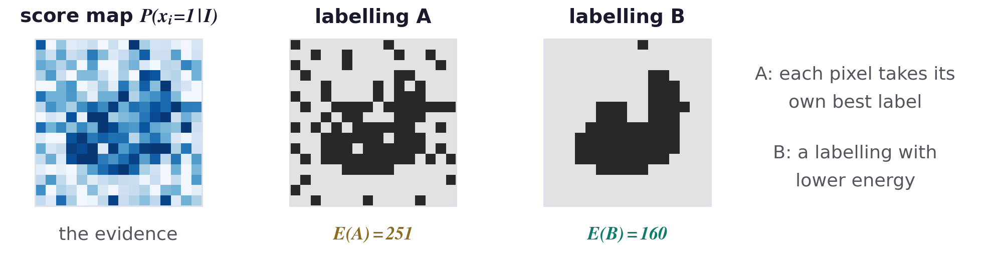 score map P(xᵢ=1|I)
labelling A
labelling B
A: each pixel takes its
own best label
B: a labelling with
lower energy
the evidence
E(A)=251
E(B)=160